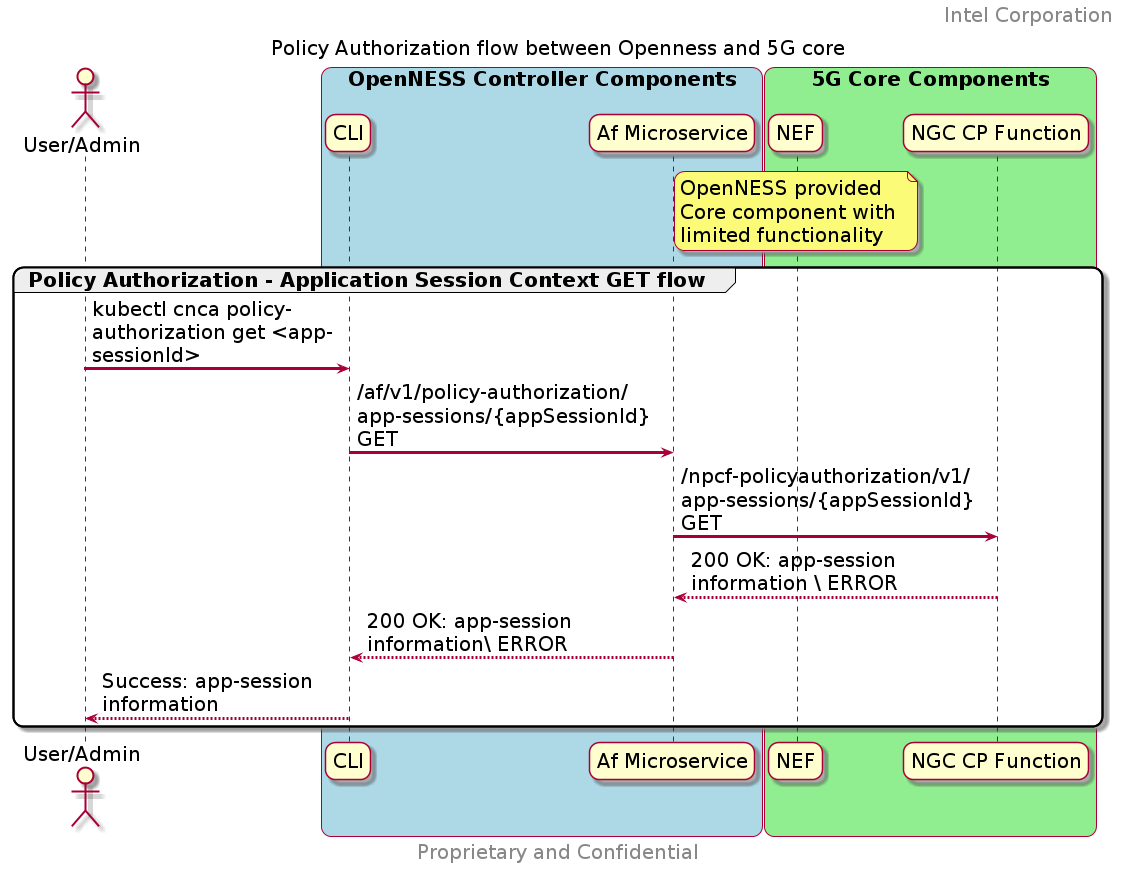 Intel Corporation
Policy Authorization flow between Openness and 5G core
OpenNESS Controller Components
5G Core Components
User/Admin
CLI
Af Microservice
NEF
NGC CP Function
OpenNESS provided
Core component with
limited functionality
Policy Authorization - Application Session Context GET flow
kubectl cnca policy-
authorization get <app-
sessionId>
/af/v1/policy-authorization/
app-sessions/{appSessionId}
GET
/npcf-policyauthorization/v1/
app-sessions/{appSessionId}
GET
200 OK: app-session
information \ ERROR
200 OK: app-session
information\ ERROR
Success: app-session
information
User/Admin
CLI
Af Microservice
NEF
NGC CP Function
Proprietary and Confidential